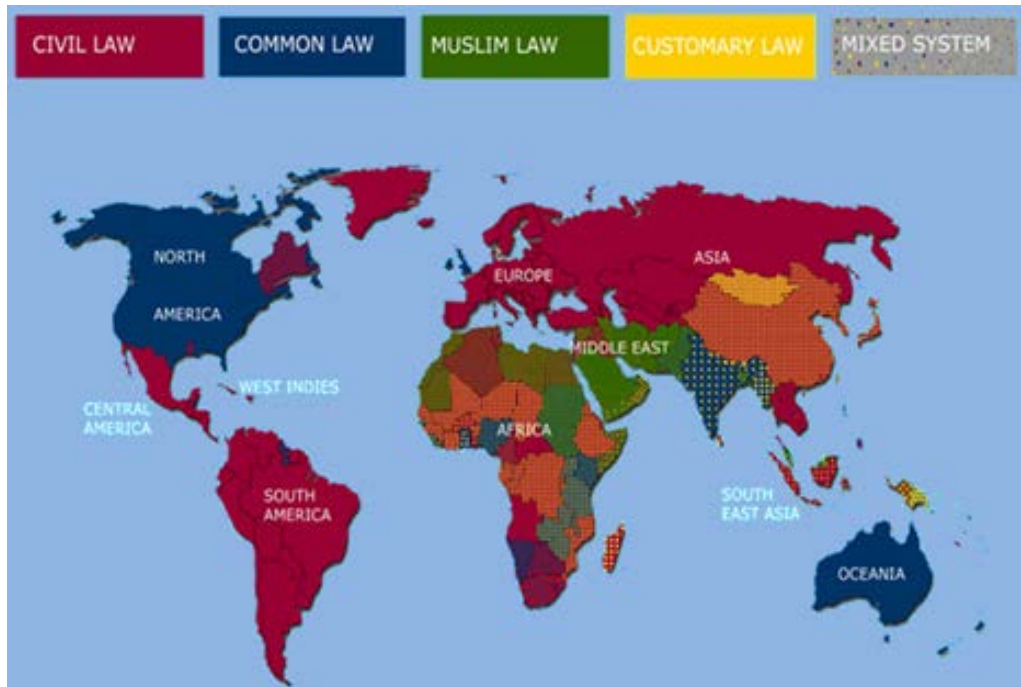 CIVIL LAW
COMMON LAW
MUSLIM LAW
CUSTOMARY LAW
MIXED SYSTEM
NORTH
AMERICA
EUROPE
ASIA
MIDDLE EAST
WEST INDIES
CENTRAL
AMERICA
AFRICA
SOUTH
AMERICA
SOUTH
EAST ASIA
OCEANIA